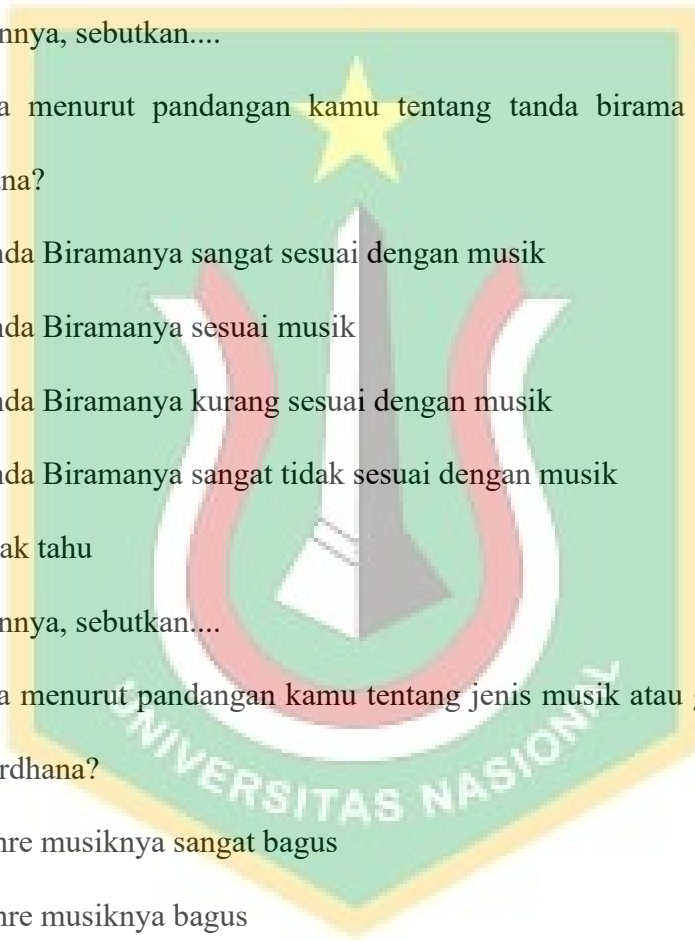 nnya, sebutkan....
a menurut pandangan kamu tentang tanda birama
na?
nda Biramanya sangat sesuai dengan musik
nda Biramanya sesuai musik
nda Biramanya kurang sesuai dengan musik
nda Biramanya sangat tidak sesuai dengan musik
ak tahu
nnya, sebutkan....
a menurut pandangan kamu tentang jenis musik atau
rdhana?
UNIVERSITAS NASIONAL
nre musiknya sangat bagus
nre musiknya bagus